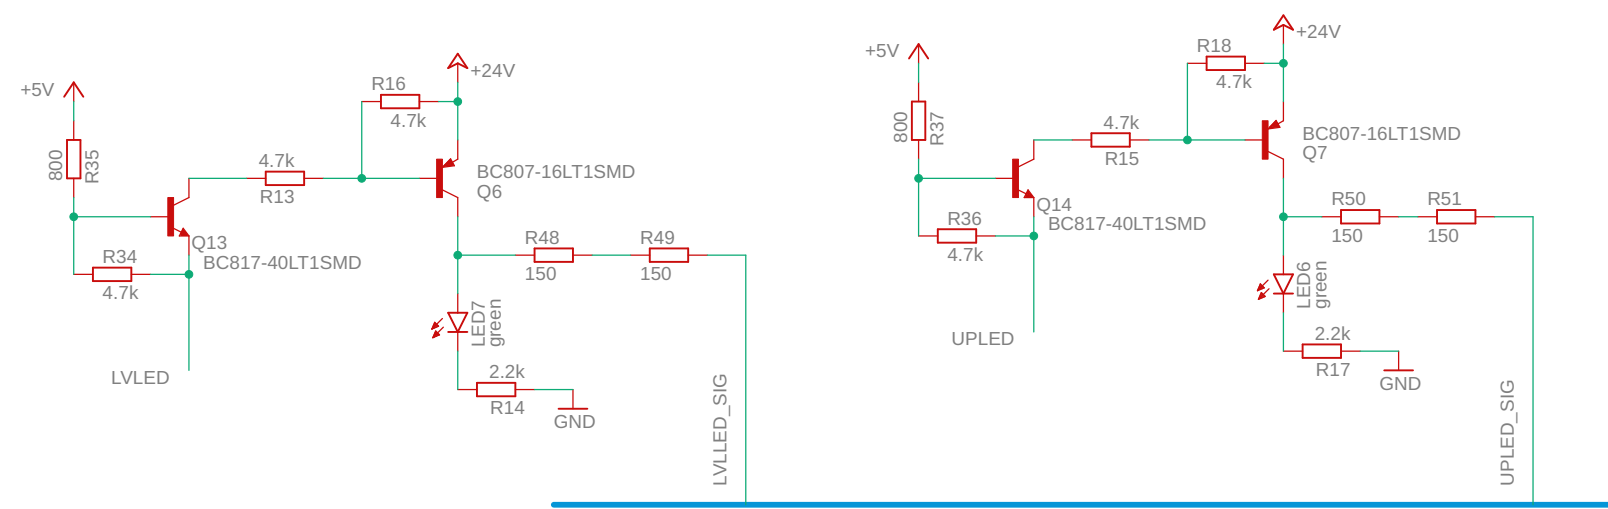 +5V
800
R35
R34
4.7k
Q13
BC817-40LT1SMD
LVLED
4.7k
R13
R16
4.7k
+24V
BC807-16LT1SMD
Q6
R48
150
R49
150
LED7
green
2.2k
R14
GND
LVLLED_SIG
+5V
800
R37
R36
4.7k
Q14
BC817-40LT1SMD
UPLED
4.7k
R15
R18
4.7k
+24V
BC807-16LT1SMD
Q7
R50
150
R51
150
LED6
green
2.2k
R17
GND
UPLED_SIG